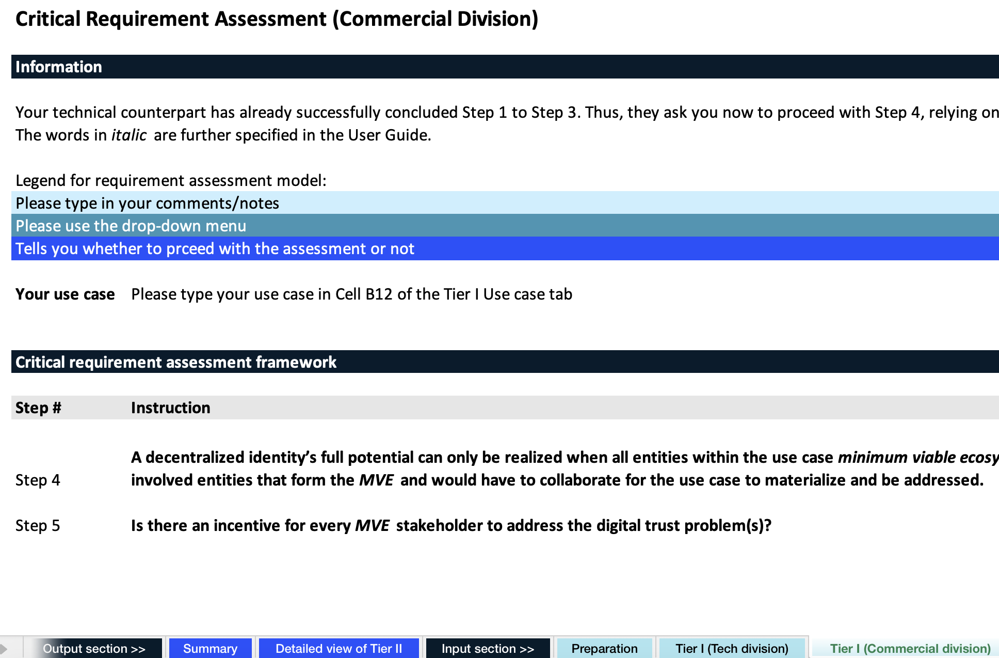 Critical Requirement Assessment (Commercial Division)
Information
Your technical counterpart has already successfully concluded Step 1 to Step 3. Thus, they ask you now to proceed with Step 4, relying on
The words in italic are further specified in the User Guide.
Legend for requirement assessment model:
Please type in your comments/notes
Please use the drop-down menu
Tells you whether to prceed with the assessment or not
Your use case Please type your use case in Cell B12 of the Tier I Use case tab
Critical requirement assessment framework
Step # Instruction
A decentralized identity’s full potential can only be realized when all entities within the use case minimum viable ecosy
Step 4 involved entities that form the MVE and would have to collaborate for the use case to materialize and be addressed.
Step 5 Is there an incentive for every MVE stakeholder to address the digital trust problem(s)?
Output section >> Summary Detailed view of Tier II Input section >> Preparation Tier I (Tech division) Tier I (Commercial division)